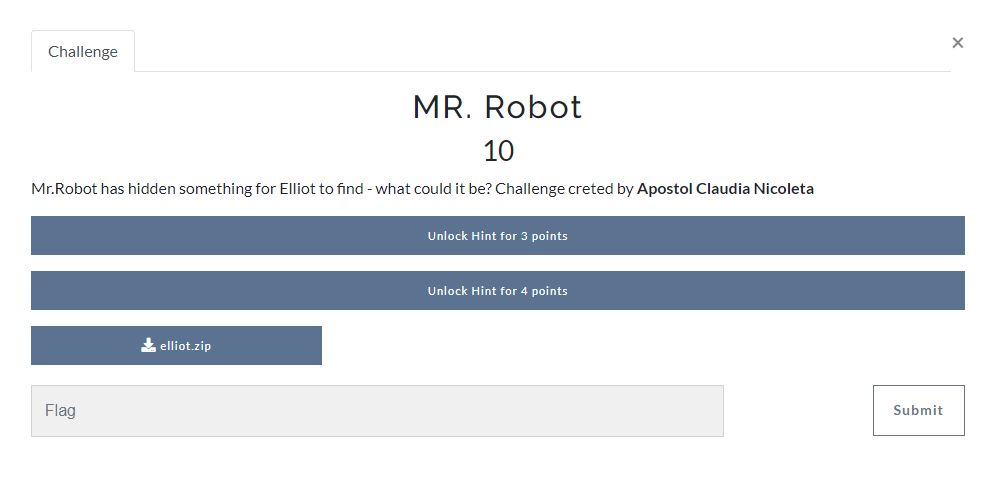 Challenge
×
MR. Robot
10
Mr.Robot has hidden something for Elliot to find - what could it be? Challenge creted by Apostol Claudia Nicoleta
Unlock Hint for 3 points
Unlock Hint for 4 points
elliot.zip
Flag
Submit